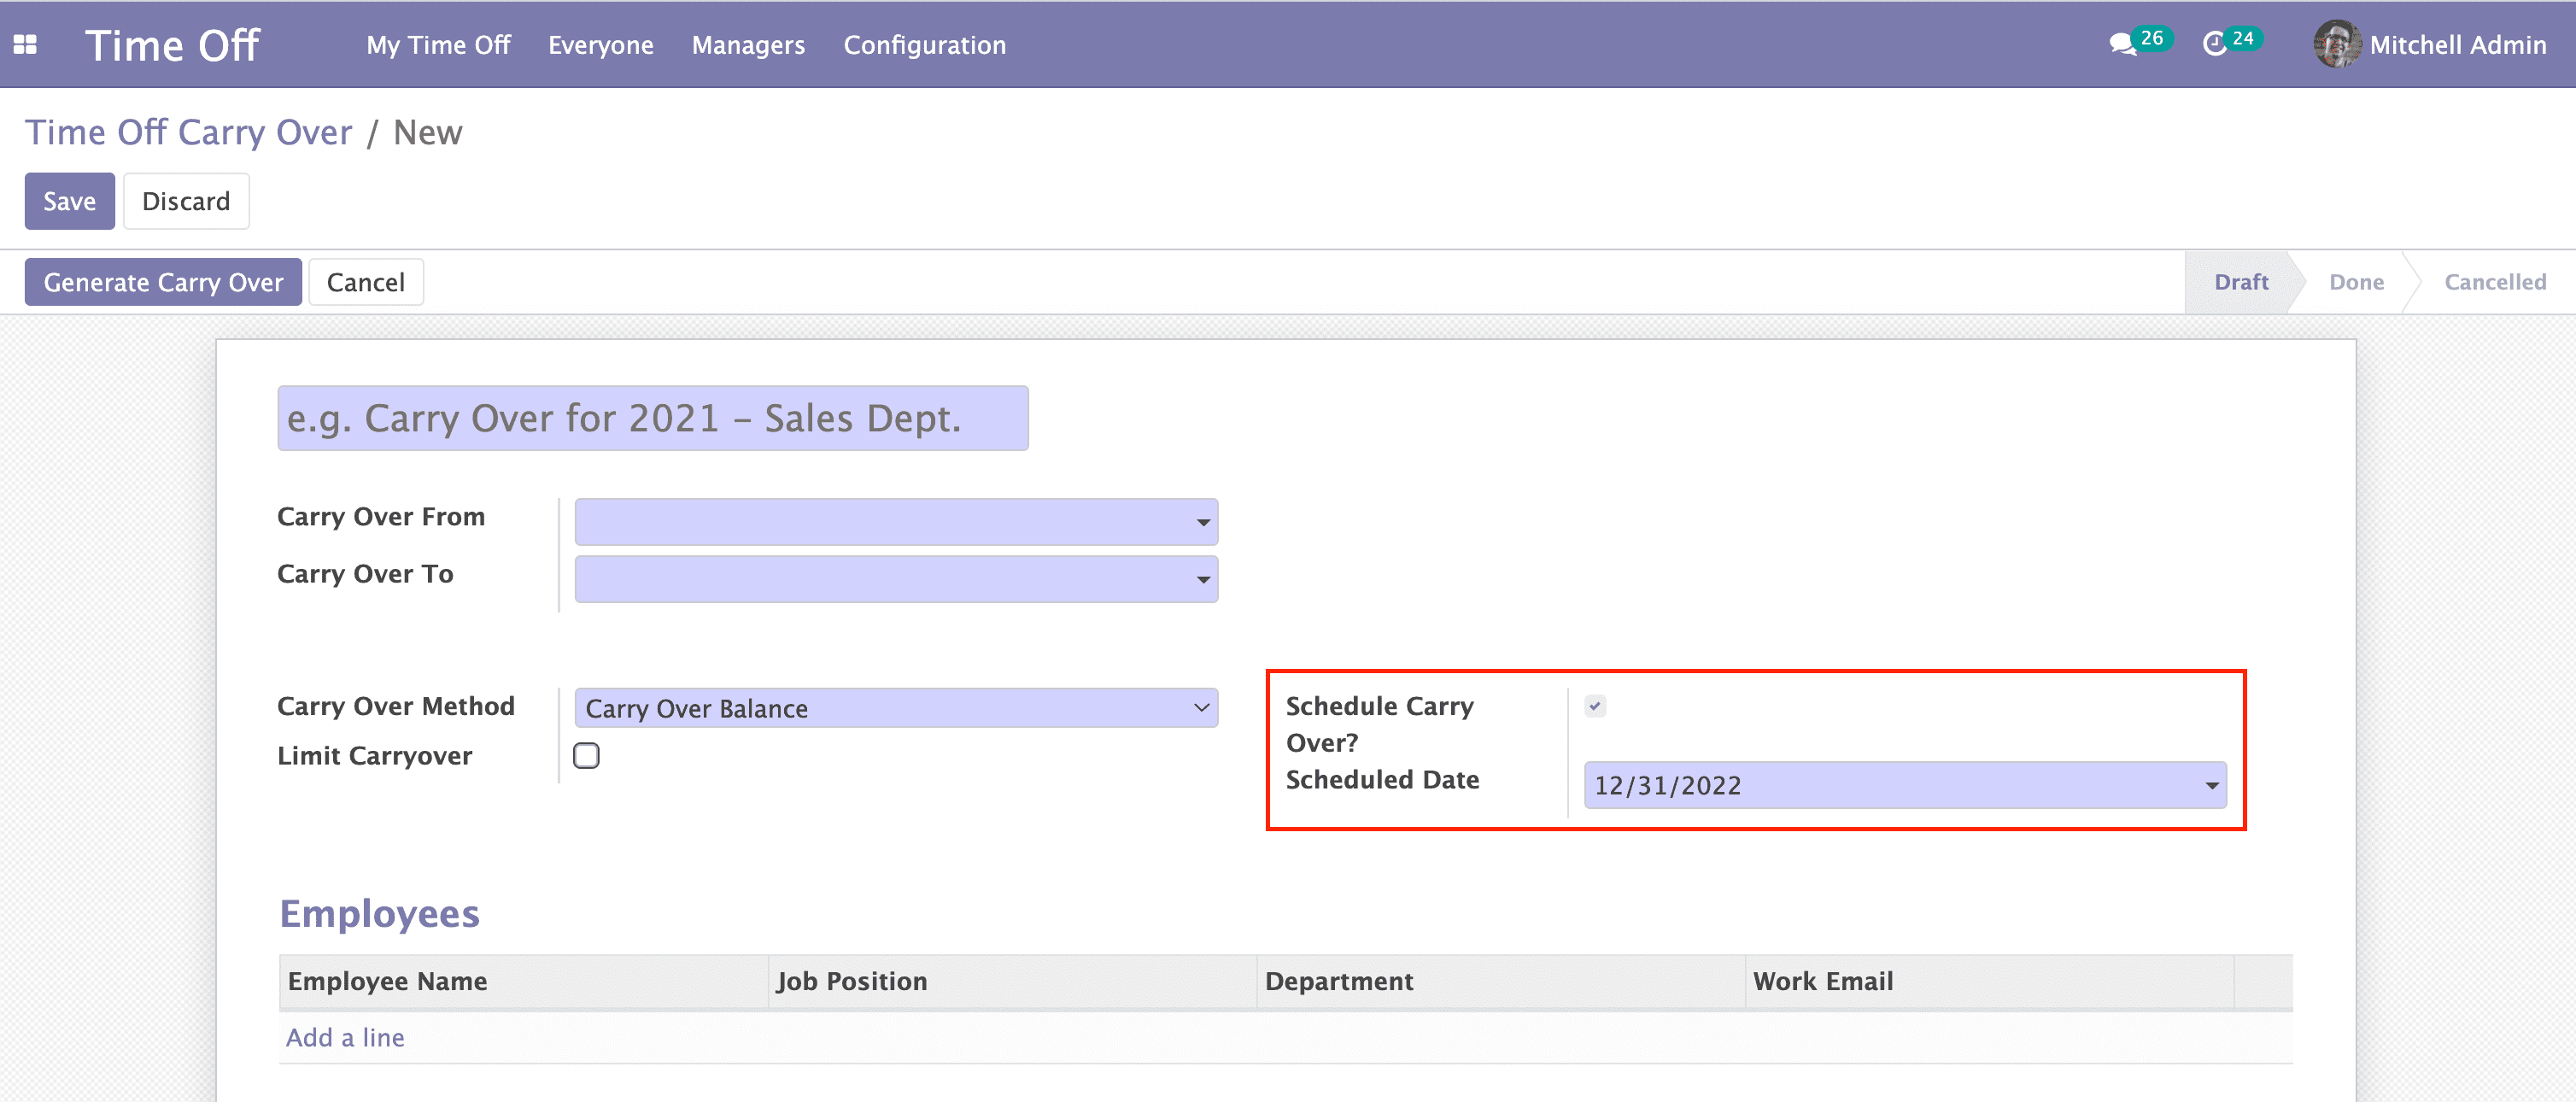 Time Off My Time Off Everyone Managers Configuration 26 24 Mitchell Admin
Time Off Carry Over / New
Save Discard
Generate Carry Over Cancel Draft Done Cancelled
e.g. Carry Over for 2021 – Sales Dept.
Carry Over From
Carry Over To
Carry Over Method Carry Over Balance
Limit Carryover
Schedule Carry
Over?
Scheduled Date 12/31/2022
Employees
Employee Name Job Position Department Work Email
Add a line